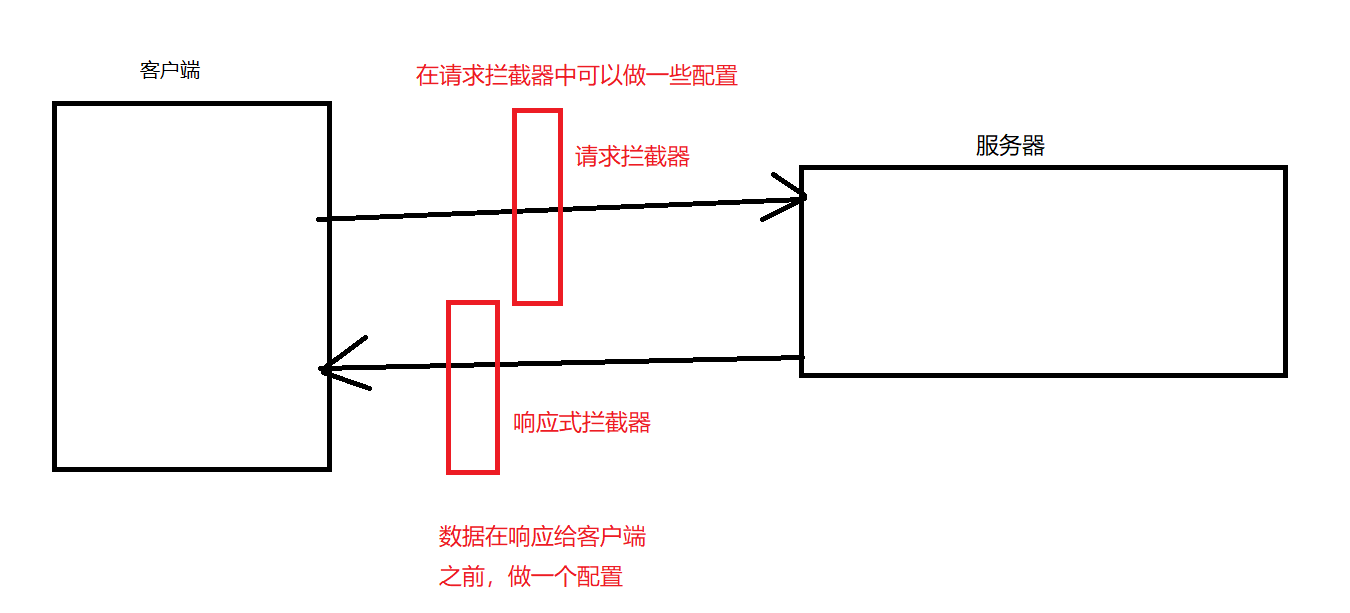 客户端
在请求拦截器中可以做一些配置
请求拦截器
服务器
响应式拦截器
数据在响应给客户端
之前，做一个配置